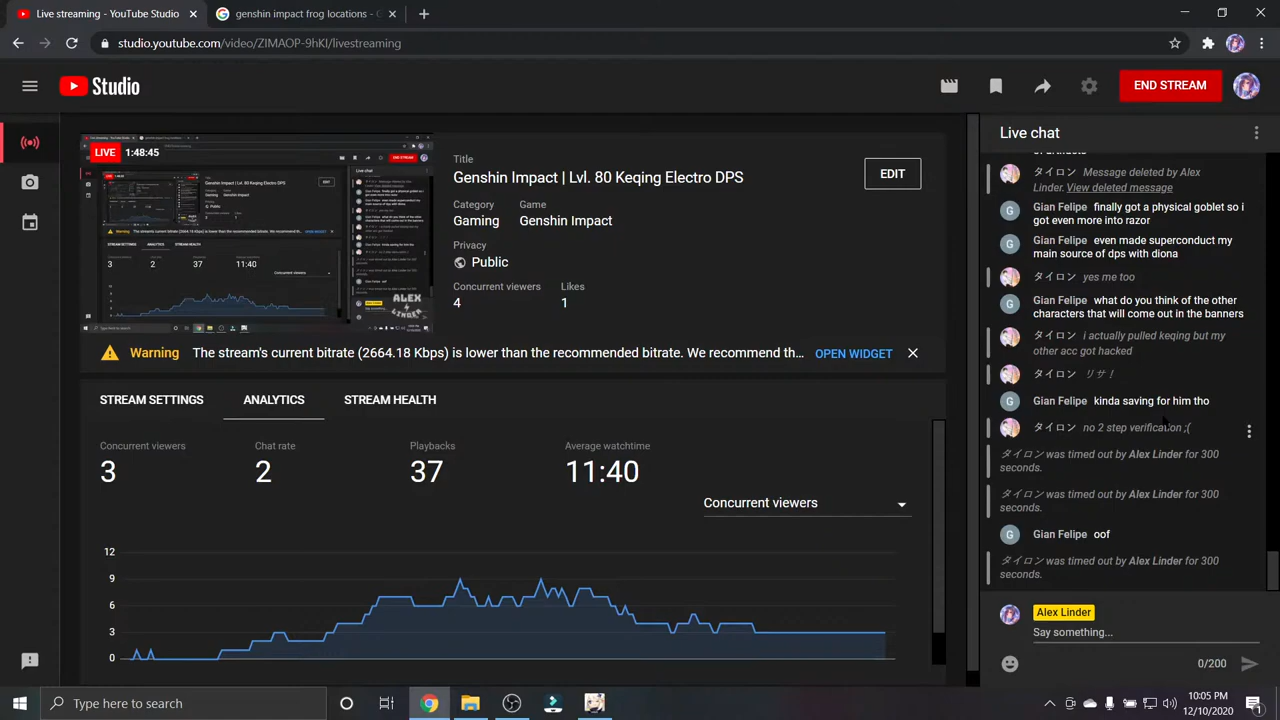 Live streaming - YouTube Studio
genshin impact frog locations - G
studio.youtube.com/video/ZIMAOP-9hKI/livestreaming
Studio
END STREAM
LIVE 1:48:45
Title
Genshin Impact | Lvl. 80 Keqing Electro DPS
EDIT
Category
Game
Gaming
Genshin Impact
Privacy
Public
Concurrent viewers
Likes
4
1
Warning
The stream's current bitrate (2664.18 Kbps) is lower than the recommended bitrate. We recommend th...
OPEN WIDGET
STREAM SETTINGS
ANALYTICS
STREAM HEALTH
Concurrent viewers
Chat rate
Playbacks
Average watchtime
3
2
37
11:40
Concurrent viewers
12
9
6
3
0
Live chat
タイロン
ge deleted by Alex
message
Gian Felipe finally got a physical goblet so i
got even more into razor
Gian Felipe even made superconduct my
main source of dps with diona
タイロン yes me too
Gian Felipe what do you think of the other
characters that will come out in the banners
タイロン i actually pulled keqing but my
other acc got hacked
タイロン リサ！
Gian Felipe kinda saving for him tho
タイロン no 2 step verification ;(
タイロン was timed out by Alex Linder for 300
seconds.
タイロン was timed out by Alex Linder for 300
seconds.
Gian Felipe oof
タイロン was timed out by Alex Linder for 300
seconds.
Alex Linder
Say something...
0/200
Type here to search
10:05 PM
12/10/2020